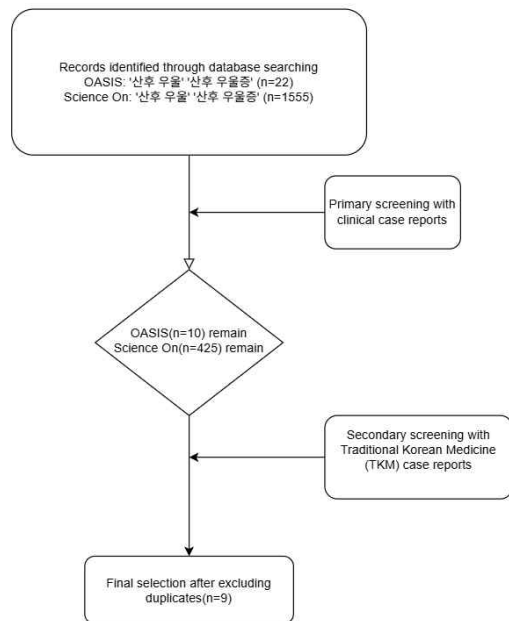 Records identified through database searching
OASIS: '산후 우울' '산후 우울증' (n=22)
Science On: '산후 우울' '산후 우울증' (n=1555)
Primary screening with
clinical case reports
OASIS(n=10) remain
Science On(n=425) remain
Secondary screening with
Traditional Korean Medicine
(TKM) case reports
Final selection after excluding
duplicates(n=9)